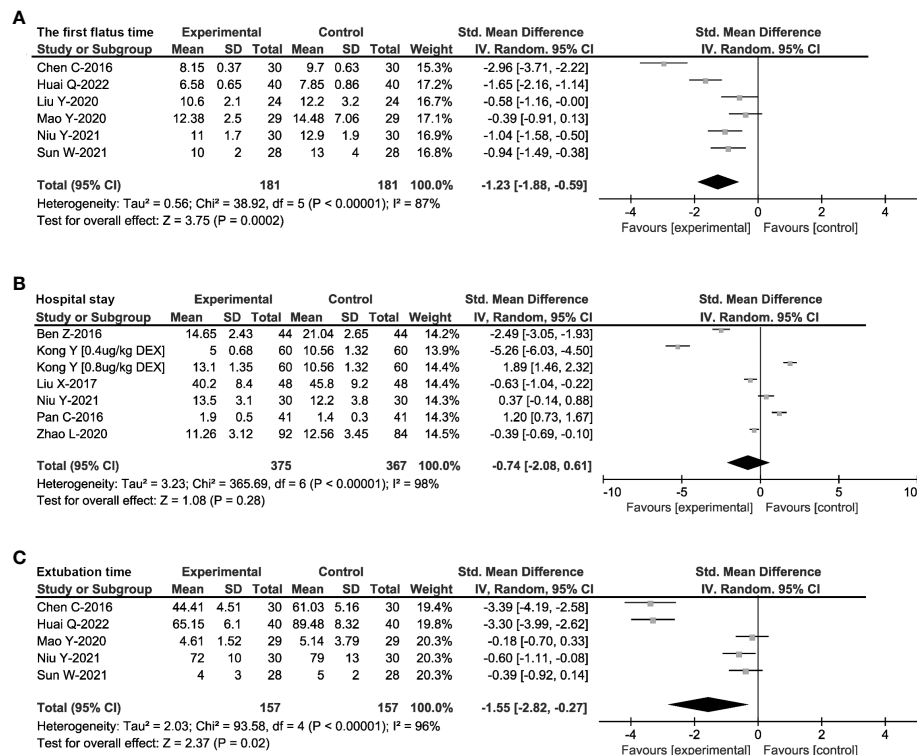 A
The first flatus time Experimental Control Std. Mean Difference Std. Mean Difference
Study or Subgroup Mean SD Total Mean SD Total Weight IV. Random. 95% CI IV. Random. 95% CI
Chen C-2016 8.15 0.37 30 9.7 0.63 30 15.3% -2.96 [-3.71, -2.22]
Huai Q-2022 6.58 0.65 40 7.85 0.86 40 17.2% -1.65 [-2.16, -1.14]
Liu Y-2020 10.6 2.1 24 12.2 3.2 24 16.7% -0.58 [-1.16, -0.00]
Mao Y-2020 12.38 2.5 29 14.48 7.06 29 17.1% -0.39 [-0.91, 0.13]
Niu Y-2021 11 1.7 30 12.9 1.9 30 16.9% -1.04 [-1.58, -0.50]
Sun W-2021 10 2 28 13 4 28 16.8% -0.94 [-1.49, -0.38]
Total (95% CI) 181 181 100.0% -1.23 [-1.88, -0.59]
Heterogeneity: Tau² = 0.56; Chi² = 38.92, df = 5 (P < 0.00001); I² = 87%
Test for overall effect: Z = 3.75 (P = 0.0002)
-4 -2 0 2 4
Favours [experimental] Favours [control]
B
Hospital stay Experimental Control Std. Mean Difference Std. Mean Difference
Study or Subgroup Mean SD Total Mean SD Total Weight IV, Random, 95% CI IV. Random. 95% CI
Ben Z-2016 14.65 2.43 44 21.04 2.65 44 14.2% -2.49 [-3.05, -1.93]
Kong Y [0.4ug/kg DEX] 5 0.68 60 10.56 1.32 60 13.9% -5.26 [-6.03, -4.50]
Kong Y [0.8ug/kg DEX] 13.1 1.35 60 10.56 1.32 60 14.4% 1.89 [1.46, 2.32]
Liu X-2017 40.2 8.4 48 45.8 9.2 48 14.4% -0.63 [-1.04, -0.22]
Niu Y-2021 13.5 3.1 30 12.2 3.8 30 14.3% 0.37 [-0.14, 0.88]
Pan C-2016 1.9 0.5 41 1.4 0.3 41 14.3% 1.20 [0.73, 1.67]
Zhao L-2020 11.26 3.12 92 12.56 3.45 84 14.5% -0.39 [-0.69, -0.10]
Total (95% CI) 375 367 100.0% -0.74 [-2.08, 0.61]
Heterogeneity: Tau² = 3.23; Chi² = 365.69, df = 6 (P < 0.00001); I² = 98%
Test for overall effect: Z = 1.08 (P = 0.28)
-10 -5 0 5 10
Favours [experimental] Favours [control]
C
Extubation time Experimental Control Std. Mean Difference Std. Mean Difference
Study or Subgroup Mean SD Total Mean SD Total Weight IV. Random. 95% CI IV. Random. 95% CI
Chen C-2016 44.41 4.51 30 61.03 5.16 30 19.4% -3.39 [-4.19, -2.58]
Huai Q-2022 65.15 6.1 40 89.48 8.32 40 19.8% -3.30 [-3.99, -2.62]
Mao Y-2020 4.61 1.52 29 5.14 3.79 29 20.3% -0.18 [-0.70, 0.33]
Niu Y-2021 72 10 30 79 13 30 20.3% -0.60 [-1.11, -0.08]
Sun W-2021 4 3 28 5 2 28 20.3% -0.39 [-0.92, 0.14]
Total (95% CI) 157 157 100.0% -1.55 [-2.82, -0.27]
Heterogeneity: Tau² = 2.03; Chi² = 93.58, df = 4 (P < 0.00001); I² = 96%
Test for overall effect: Z = 2.37 (P = 0.02)
-4 -2 0 2 4
Favours [experimental] Favours [control]